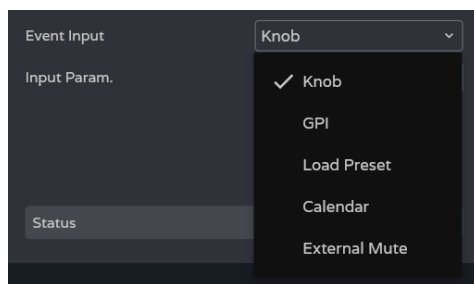 Event Input
Knob
Input Param.
Knob
GPI
Load Preset
Calendar
Status
External Mute